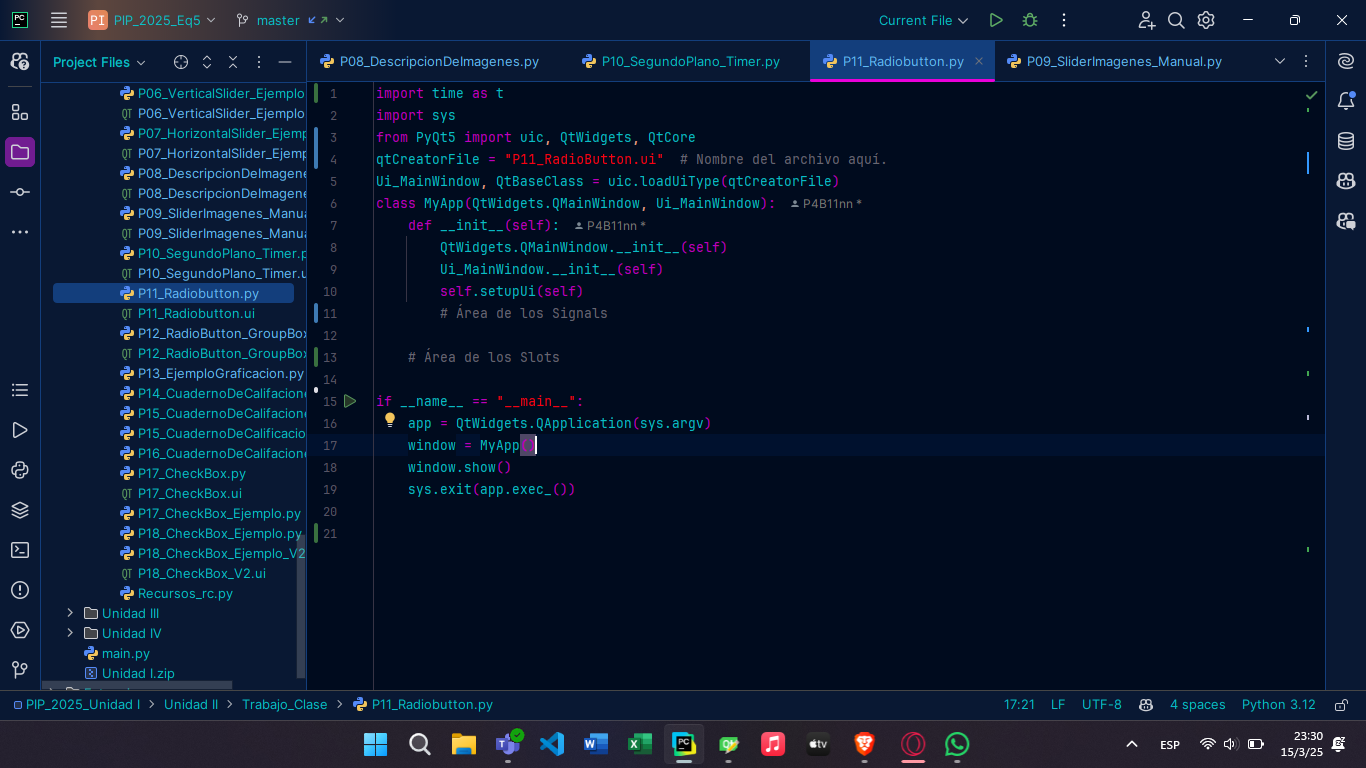 PC
PI PIP_2025_Eq5
master
Current File
Project Files
P08_DescripcionDeImagenes.py
P10_SegundoPlano_Timer.py
P11_Radiobutton.py
P09_SliderImagenes_Manual.py
P06_VerticalSlider_Ejemplo
P06_VerticalSlider_Ejemplo
P07_HorizontalSlider_Ejemp
P07_HorizontalSlider_Ejemp
P08_DescripcionDeImagene
P08_DescripcionDeImagene
P09_SliderImagenes_Manua
P09_SliderImagenes_Manua
P10_SegundoPlano_Timer.p
P10_SegundoPlano_Timer.u
P11_Radiobutton.py
P11_Radiobutton.ui
P12_RadioButton_GroupBox
P12_RadioButton_GroupBox
P13_EjemploGraficacion.py
P14_CuadernoDeCalifacione
P15_CuadernoDeCalifacione
P15_CuadernoDeCalificacio
P16_CuadernoDeCalifacione
P17_CheckBox.py
P17_CheckBox.ui
P17_CheckBox_Ejemplo.py
P18_CheckBox_Ejemplo.py
P18_CheckBox_Ejemplo_V2
P18_CheckBox_V2.ui
Recursos_rc.py
Unidad III
Unidad IV
main.py
Unidad I.zip
1 import time as t
2 import sys
3 from PyQt5 import uic, QtWidgets, QtCore
4 qtCreatorFile = "P11_RadioButton.ui"  # Nombre del archivo aquí.
5 Ui_MainWindow, QtBaseClass = uic.loadUiType(qtCreatorFile)
6 class MyApp(QtWidgets.QMainWindow, Ui_MainWindow): P4B11nn *
7 def __init__(self): P4B11nn *
8 QtWidgets.QMainWindow.__init__(self)
9 Ui_MainWindow.__init__(self)
10 self.setupUi(self)
11 # Área de los Signals
12
13 # Área de los Slots
14
15 if __name__ == "__main__":
16 app = QtWidgets.QApplication(sys.argv)
17 window = MyApp()
18 window.show()
19 sys.exit(app.exec_())
20
21
PIP_2025_Unidad I > Unidad II > Trabajo_Clase > P11_Radiobutton.py
17:21 LF UTF-8 4 spaces Python 3.12
ESP
23:30
15/3/25